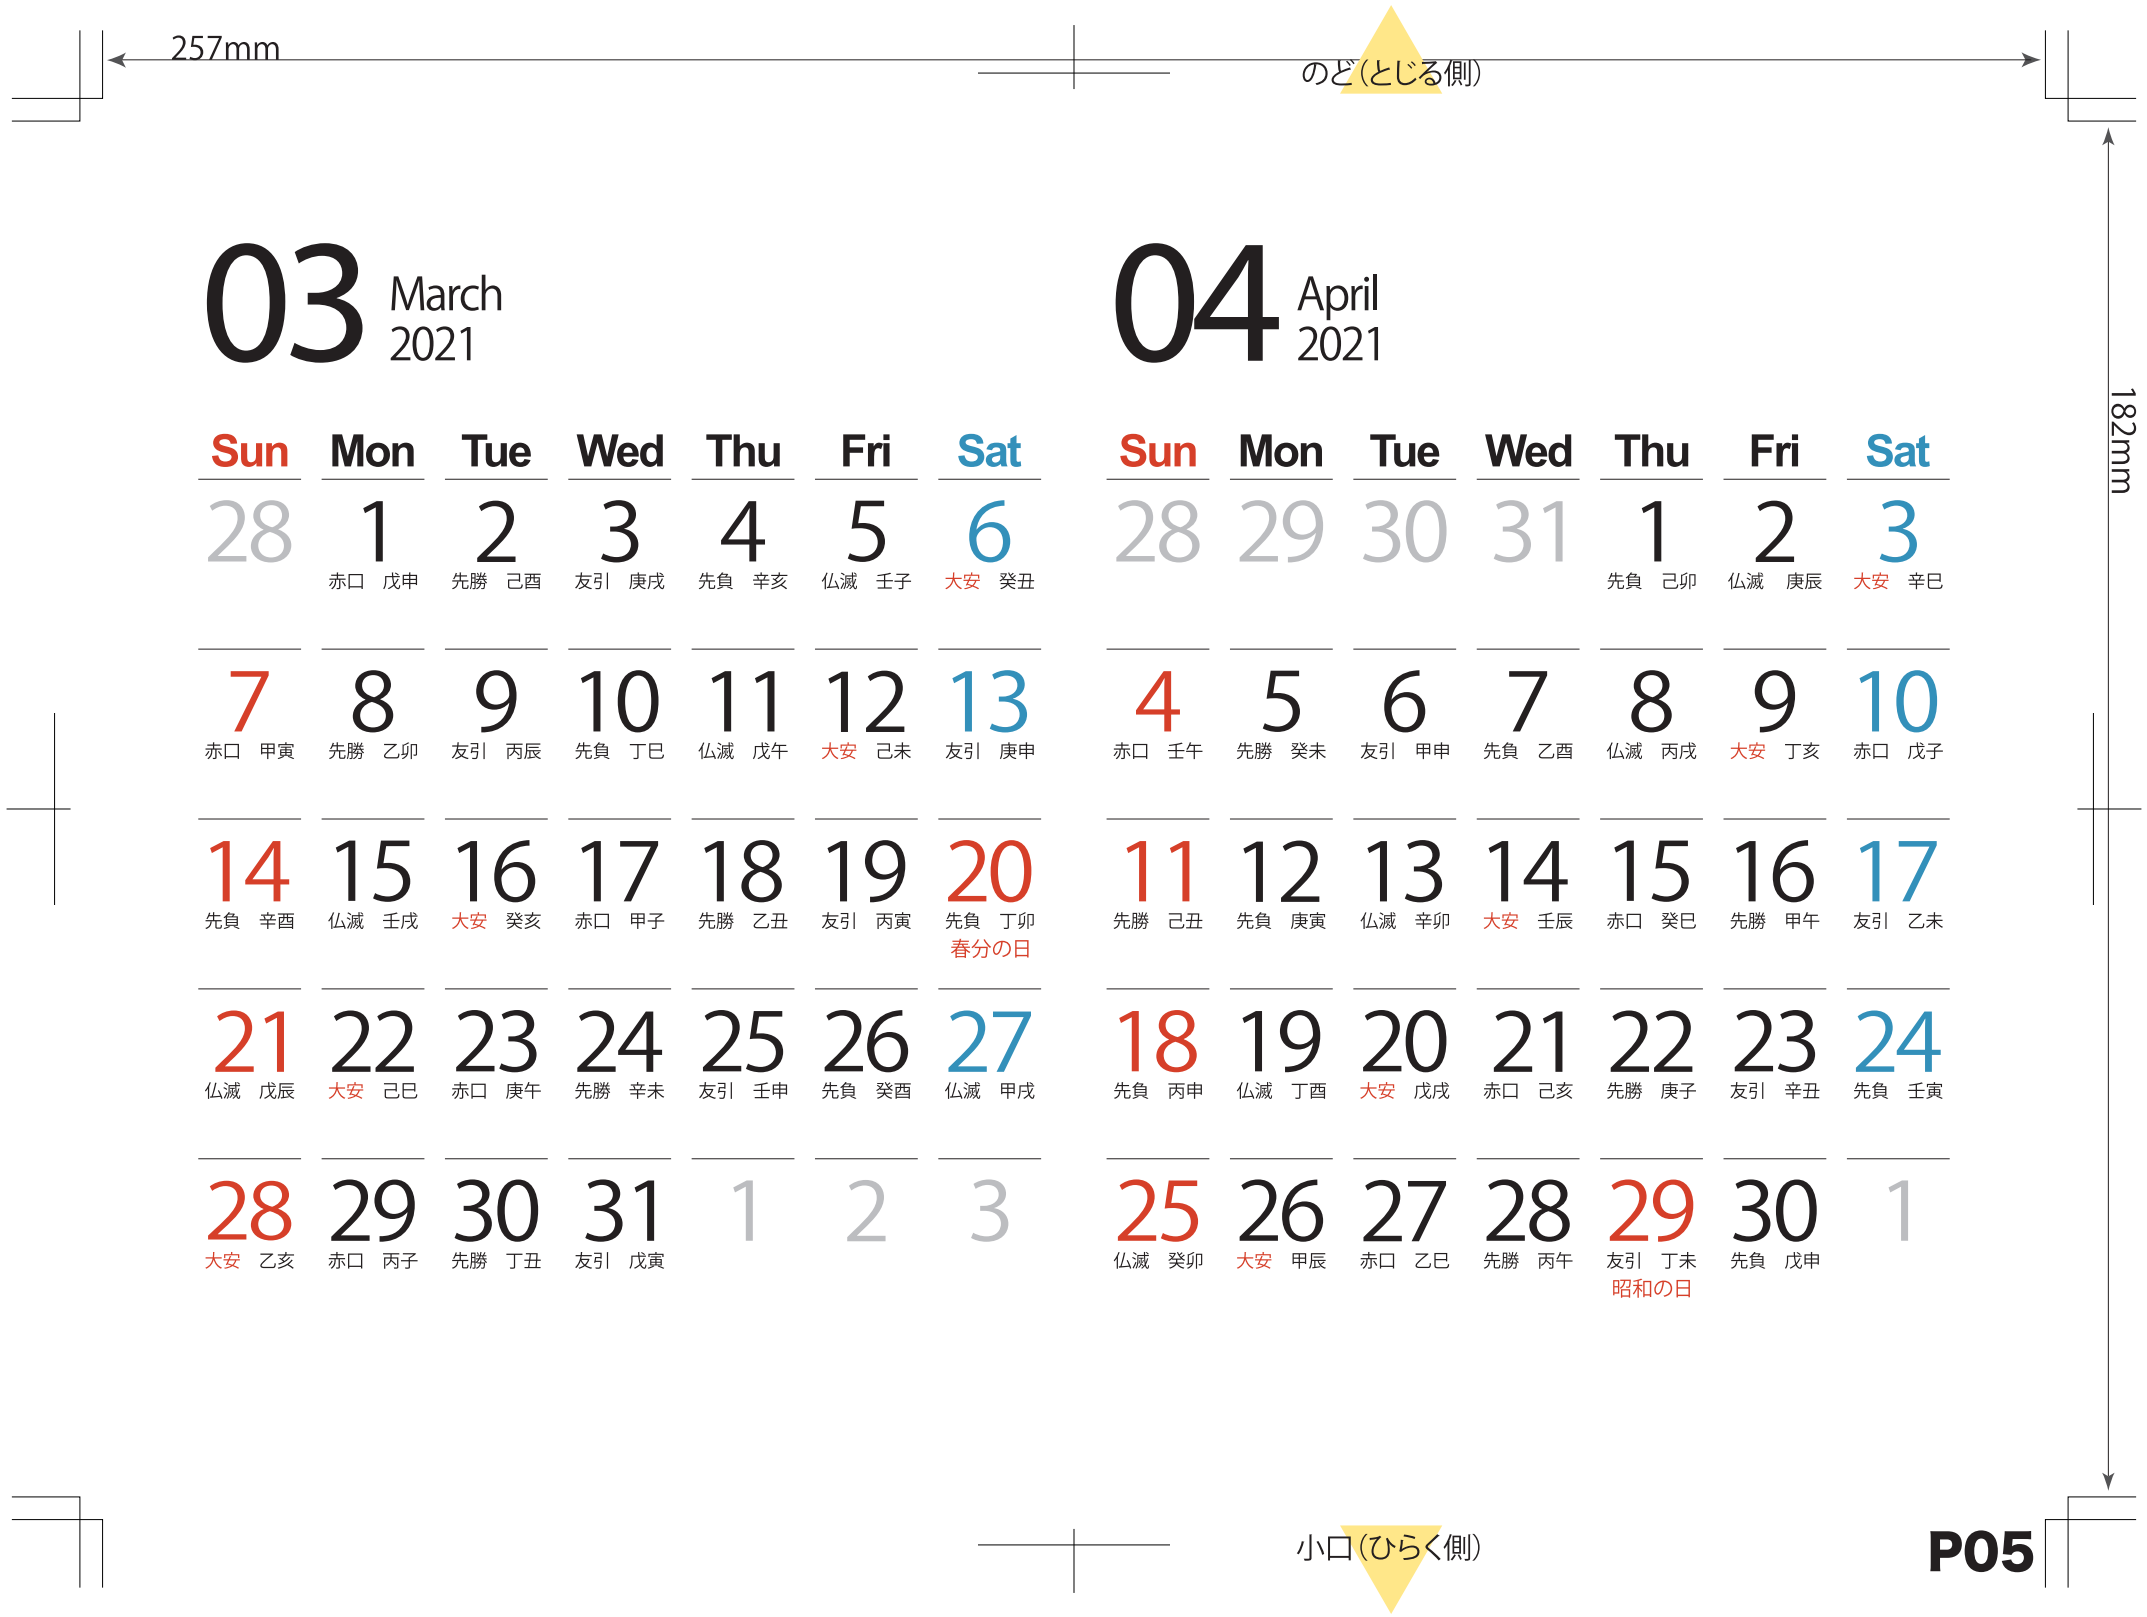 257mm
のど（とじる側）
182mm
03 March 2021
Sun Mon Tue Wed Thu Fri Sat
28 1 2 3 4 5 6
赤口 戊申 先勝 己酉 友引 庚戌 先負 辛亥 仏滅 壬子 大安 癸丑
7 8 9 10 11 12 13
赤口 甲寅 先勝 乙卯 友引 丙辰 先負 丁巳 仏滅 戊午 大安 己未 友引 庚申
14 15 16 17 18 19 20
先負 辛酉 仏滅 壬戌 大安 癸亥 赤口 甲子 先勝 乙丑 友引 丙寅 先負 丁卯
春分の日
21 22 23 24 25 26 27
仏滅 戊辰 大安 己巳 赤口 庚午 先勝 辛未 友引 壬申 先負 癸酉 仏滅 甲戌
28 29 30 31 1 2 3
大安 乙亥 赤口 丙子 先勝 丁丑 友引 戊寅
04 April 2021
Sun Mon Tue Wed Thu Fri Sat
28 29 30 31 1 2 3
先負 己卯 仏滅 庚辰 大安 辛巳
4 5 6 7 8 9 10
赤口 壬午 先勝 癸未 友引 甲申 先負 乙酉 仏滅 丙戌 大安 丁亥 赤口 戊子
11 12 13 14 15 16 17
先勝 己丑 先負 庚寅 仏滅 辛卯 大安 壬辰 赤口 癸巳 先勝 甲午 友引 乙未
18 19 20 21 22 23 24
先負 丙申 仏滅 丁酉 大安 戊戌 赤口 己亥 先勝 庚子 友引 辛丑 先負 壬寅
25 26 27 28 29 30 1
仏滅 癸卯 大安 甲辰 赤口 乙巳 先勝 丙午 友引 丁未 先負 戊申
昭和の日
小口（ひらく側）
P05